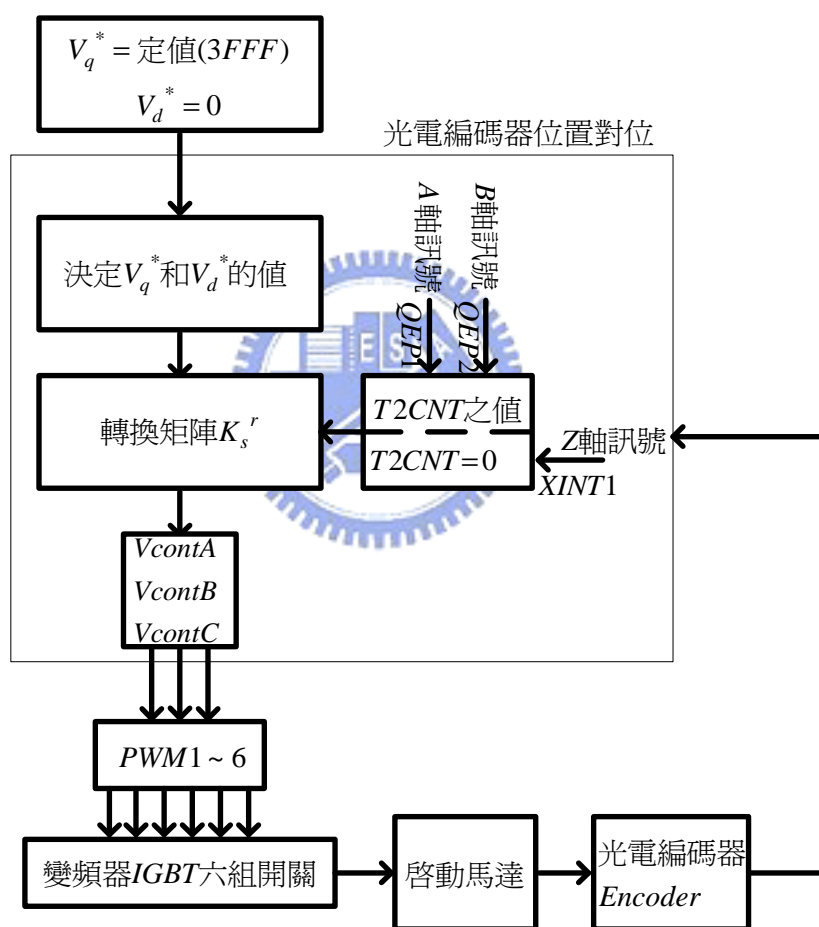 V_q^* = 定值(3FFF)
V_d^* = 0
光電編碼器位置對位
決定V_q^*和V_d^*的值
A軸訊號 QEP1
B軸訊號 QEP2
轉換矩陣K_s^r
T2CNT之值
T2CNT = 0
Z軸訊號
XINT1
VcontA
VcontB
VcontC
PWM1 ~ 6
變頻器IGBT六組開關
啓動馬達
光電編碼器
Encoder